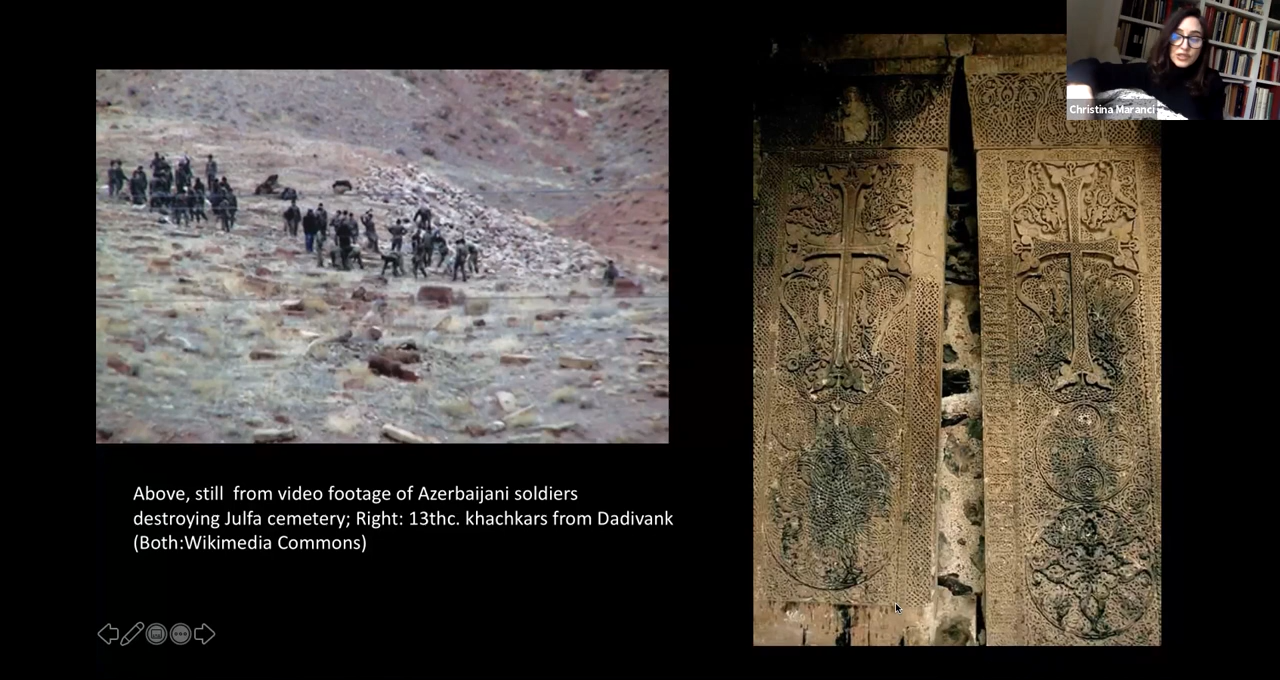 Christina Maranci
Above, still  from video footage of Azerbaijani soldiers
destroying Julfa cemetery; Right: 13thc. khachkars from Dadivank
(Both:Wikimedia Commons)